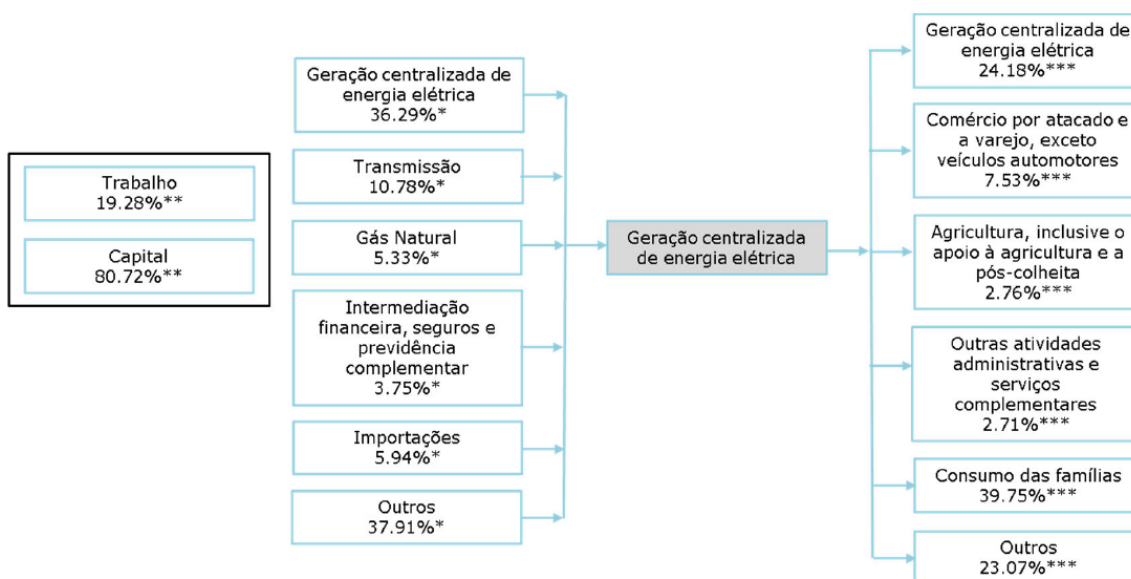 Trabalho
19.28%**
Capital
80.72%**
Geração centralizada de
energia elétrica
36.29%*
Transmissão
10.78%*
Gás Natural
5.33%*
Intermediação
financeira, seguros e
previdência
complementar
3.75%*
Importações
5.94%*
Outros
37.91%*
Geração centralizada
de energia elétrica
Geração centralizada de
energia elétrica
24.18%***
Comércio por atacado e
a varejo, exceto
veículos automotores
7.53%***
Agricultura, inclusive o
apoio à agricultura e a
pós-colheita
2.76%***
Outras atividades
administrativas e
serviços
complementares
2.71%***
Consumo das famílias
39.75%***
Outros
23.07%***